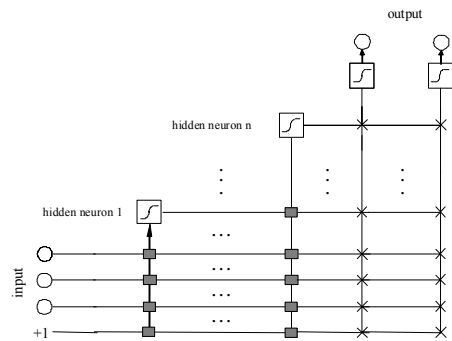 output
hidden neuron n
hidden neuron 1
input
+1